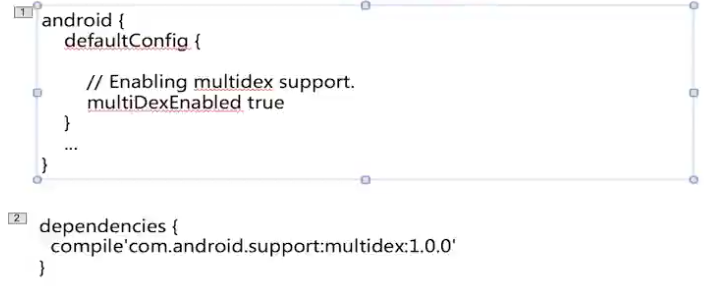 1
android {
defaultConfig {
// Enabling multidex support.
multiDexEnabled true
}
...
}
2
dependencies {
compile'com.android.support:multidex:1.0.0'
}